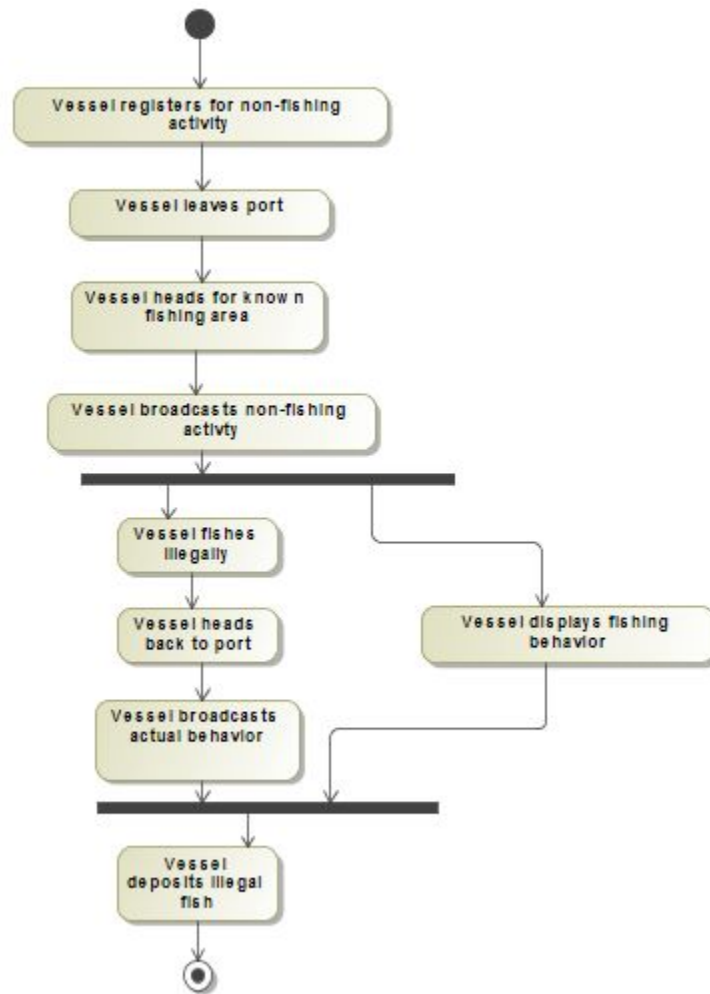 Vessel registers for non-fishing
activity
Vessel leaves port
Vessel heads for known
fishing area
Vessel broadcasts non-fishing
activty
Vessel fishes
illegally
Vessel heads
back to port
Vessel displays fishing
behavior
Vessel broadcasts
actual behavior
Vessel
deposits illegal
fish